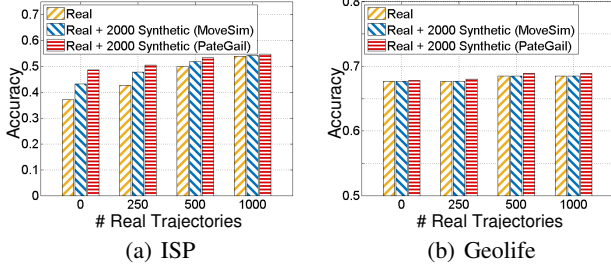 0.7
0.6
0.5
0.4
0.3
0.2
0.1
0
Accuracy
Real
Real + 2000 Synthetic (MoveSim)
Real + 2000 Synthetic (PateGail)
0 250 500 1000
# Real Trajectories
(a) ISP
0.8
0.7
0.6
0.5
Accuracy
Real
Real + 2000 Synthetic (MoveSim)
Real + 2000 Synthetic (PateGail)
0 250 500 1000
# Real Trajectories
(b) Geolife